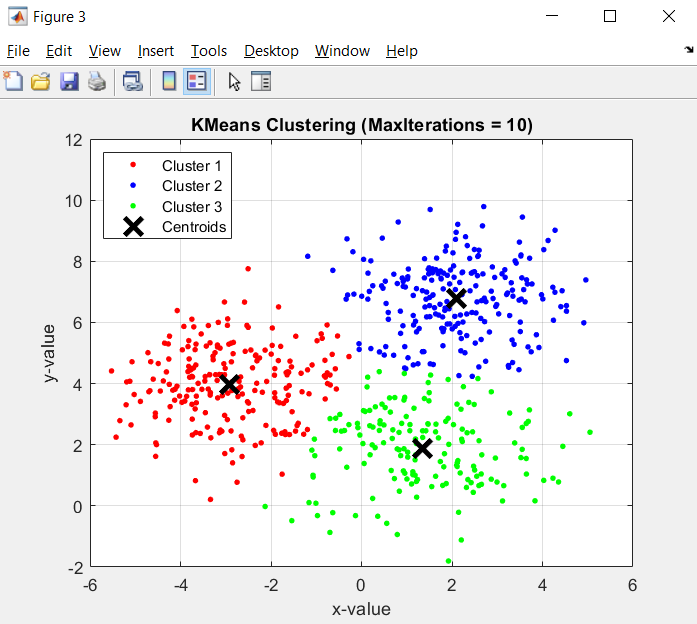 Figure 3
File Edit View Insert Tools Desktop Window Help
KMeans Clustering (MaxIterations = 10)
12
10
8
6
4
2
0
-2
y-value
Cluster 1
Cluster 2
Cluster 3
Centroids
-6 -4 -2 0 2 4 6
x-value